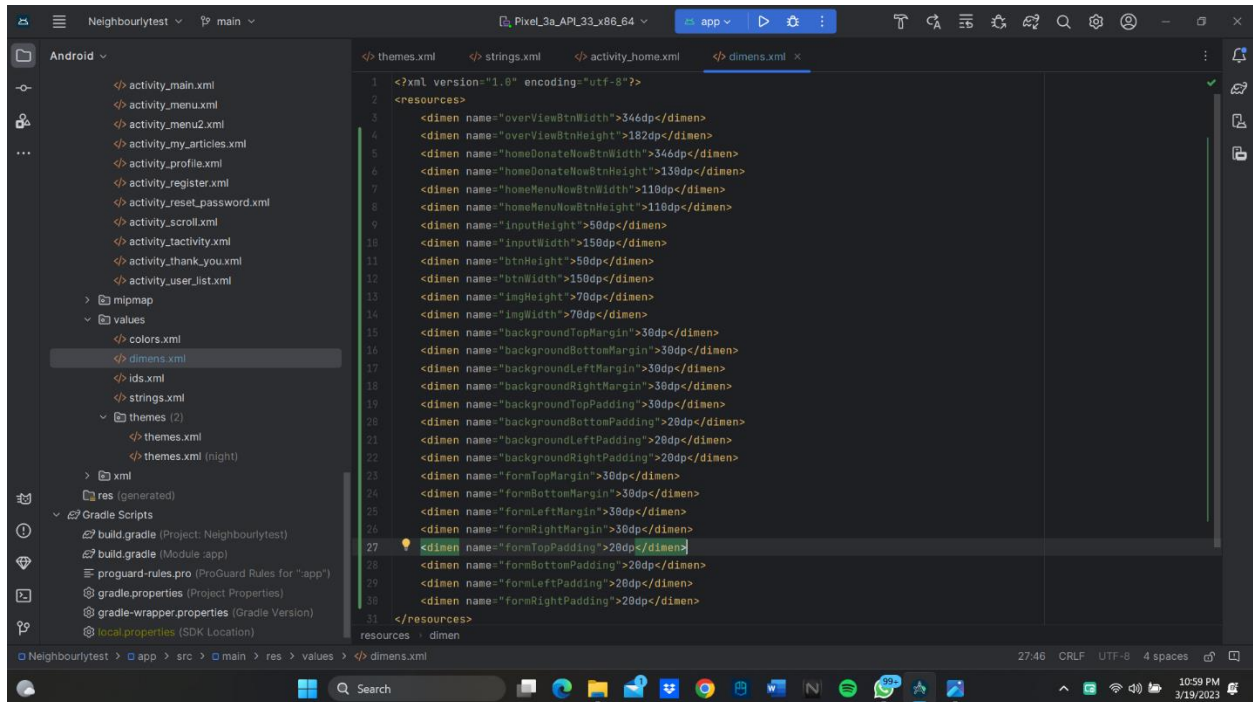 Neighbourlytest
main
Pixel_3a_API_33_x86_64
app
Android
activity_main.xml
activity_menu.xml
activity_menu2.xml
activity_my_articles.xml
activity_profile.xml
activity_register.xml
activity_reset_password.xml
activity_scroll.xml
activity_tactivity.xml
activity_thank_you.xml
activity_user_list.xml
mipmap
values
colors.xml
dimens.xml
ids.xml
strings.xml
themes (2)
themes.xml
themes.xml (night)
xml
res (generated)
Gradle Scripts
build.gradle (Project: Neighbourlytest)
build.gradle (Module :app)
proguard-rules.pro (ProGuard Rules for ":app")
gradle.properties (Project Properties)
gradle-wrapper.properties (Gradle Version)
local.properties (SDK Location)
themes.xml strings.xml activity_home.xml dimens.xml
1 <?xml version="1.0" encoding="utf-8"?>
2 <resources>
3 <dimen name="overViewBtnWidth">346dp</dimen>
4 <dimen name="overViewBtnHeight">182dp</dimen>
5 <dimen name="homeDonateNowBtnWidth">346dp</dimen>
6 <dimen name="homeDonateNowBtnHeight">130dp</dimen>
7 <dimen name="homeMenuNowBtnWidth">110dp</dimen>
8 <dimen name="homeMenuNowBtnHeight">110dp</dimen>
9 <dimen name="inputHeight">50dp</dimen>
10 <dimen name="inputWidth">150dp</dimen>
11 <dimen name="btnHeight">50dp</dimen>
12 <dimen name="btnWidth">150dp</dimen>
13 <dimen name="imgHeight">70dp</dimen>
14 <dimen name="imgWidth">70dp</dimen>
15 <dimen name="backgroundTopMargin">30dp</dimen>
16 <dimen name="backgroundBottomMargin">30dp</dimen>
17 <dimen name="backgroundLeftMargin">30dp</dimen>
18 <dimen name="backgroundRightMargin">30dp</dimen>
19 <dimen name="backgroundTopPadding">30dp</dimen>
20 <dimen name="backgroundBottomPadding">20dp</dimen>
21 <dimen name="backgroundLeftPadding">20dp</dimen>
22 <dimen name="backgroundRightPadding">20dp</dimen>
23 <dimen name="formTopMargin">30dp</dimen>
24 <dimen name="formBottomMargin">30dp</dimen>
25 <dimen name="formLeftMargin">30dp</dimen>
26 <dimen name="formRightMargin">30dp</dimen>
27 <dimen name="formTopPadding">20dp</dimen>
28 <dimen name="formBottomPadding">20dp</dimen>
29 <dimen name="formLeftPadding">20dp</dimen>
30 <dimen name="formRightPadding">20dp</dimen>
31 </resources>
resources > dimen
Neighbourlytest > app > src > main > res > values > dimens.xml
27:46 CRLF UTF-8 4 spaces
Search
99+
10:59 PM
3/19/2023